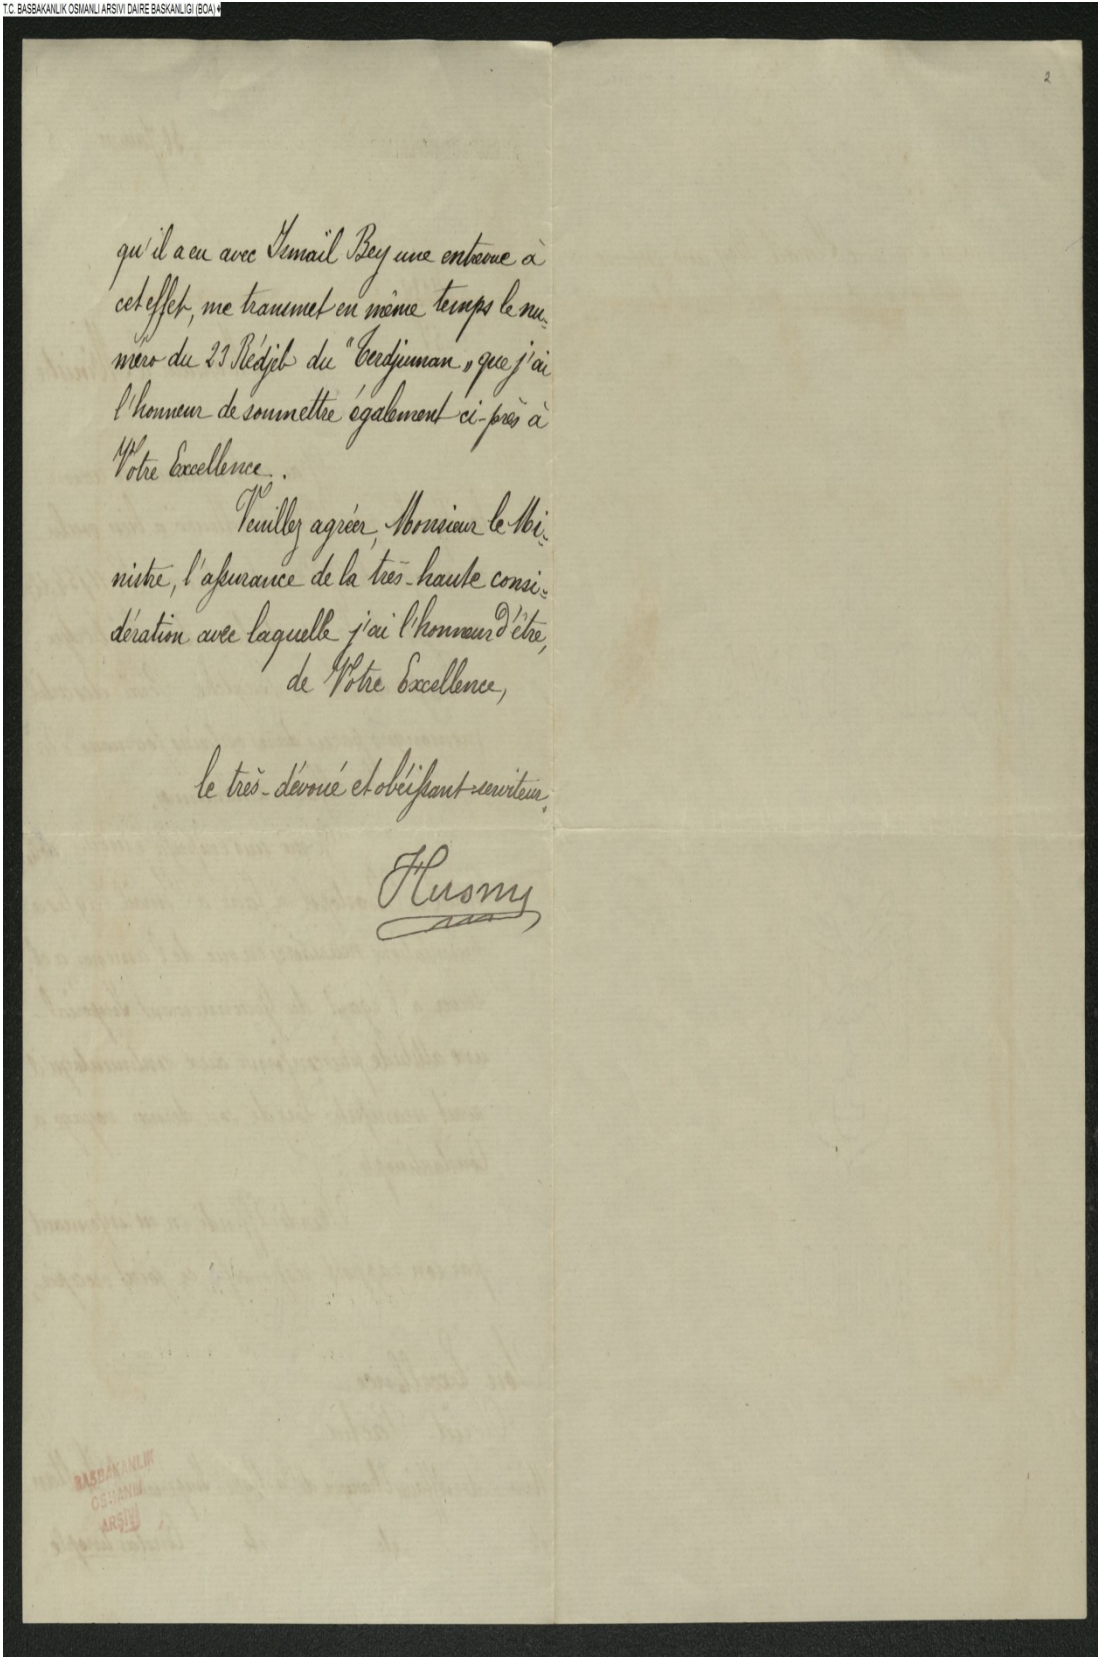 T.C. BASBAKANLIK OSMANLI ARSIVI DAIRE BASKANLIGI (BOA)
2
qu'il a eu avec Ismaïl Bey une entrevue à
cet effet, me transmet en même temps le nu-
méro du 23 Rédjeb du "Terdjuman" que j'ai
l'honneur de soumettre également ci-près à
Votre Excellence.
Veuillez agréer, Monsieur le Mi-
nistre, l'assurance de la très-haute consi-
dération avec laquelle j'ai l'honneur d'être,
de Votre Excellence,
le très-dévoué et obéissant serviteur.
Husny
BAŞBAKANLIK
OSMANLI
ARŞİVİ